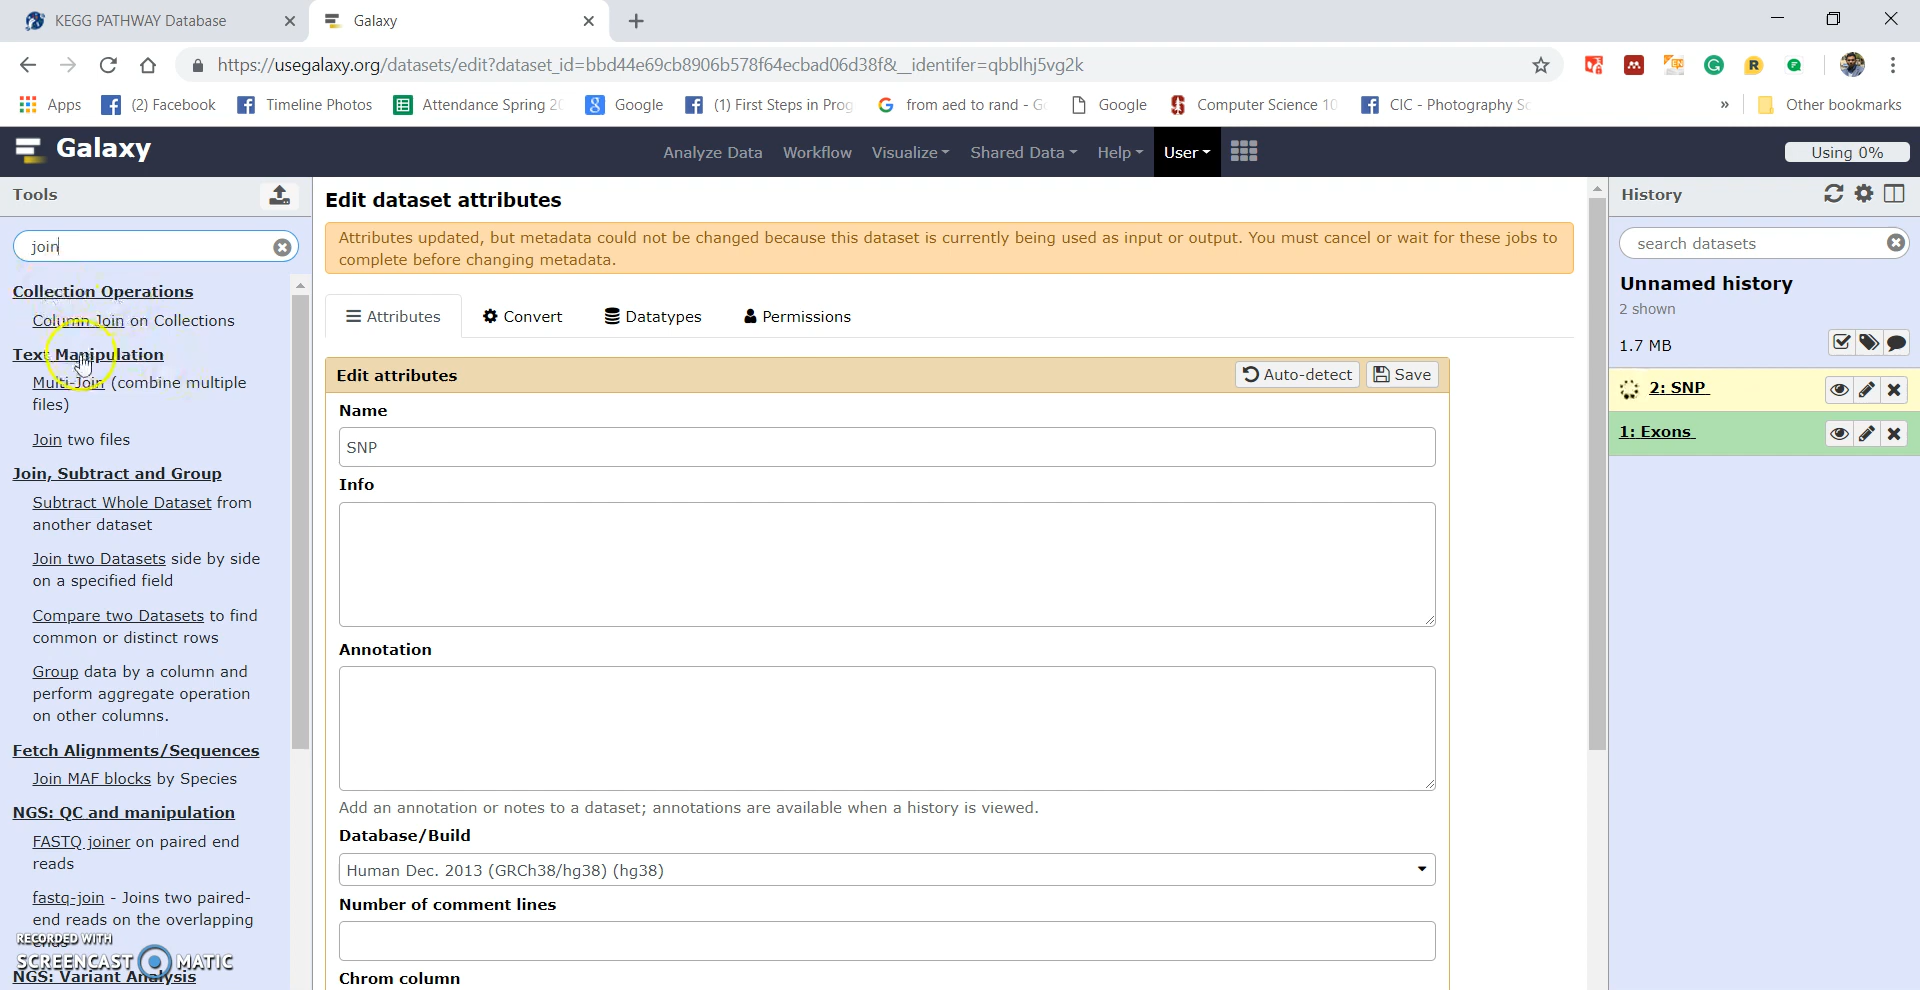 KEGG PATHWAY Database
Galaxy
https://usegalaxy.org/datasets/edit?dataset_id=bbd44e69cb8906b578f64ecbad06d38f&__identifer=qbblhj5vg2k
Apps
(2) Facebook
Timeline Photos
Attendance Spring 20
Google
(1) First Steps in Prog
from aed to rand - G
Google
Computer Science 10
CIC - Photography Sc
»
Other bookmarks
Galaxy
Analyze Data
Workflow
Visualize
Shared Data
Help
User
Using 0%
Tools
join
Collection Operations
Column Join on Collections
Text Manipulation
Multi-Join (combine multiple
files)
Join two files
Join, Subtract and Group
Subtract Whole Dataset from
another dataset
Join two Datasets side by side
on a specified field
Compare two Datasets to find
common or distinct rows
Group data by a column and
perform aggregate operation
on other columns.
Fetch Alignments/Sequences
Join MAF blocks by Species
NGS: QC and manipulation
FASTQ joiner on paired end
reads
fastq-join - Joins two paired-
end reads on the overlapping
ends
NGS: Variant Analysis
RECORDED WITH
SCREENCAST MATIC
Edit dataset attributes
Attributes updated, but metadata could not be changed because this dataset is currently being used as input or output. You must cancel or wait for these jobs to
complete before changing metadata.
Attributes
Convert
Datatypes
Permissions
Edit attributes
Auto-detect
Save
Name
SNP
Info
Annotation
Add an annotation or notes to a dataset; annotations are available when a history is viewed.
Database/Build
Human Dec. 2013 (GRCh38/hg38) (hg38)
Number of comment lines
Chrom column
History
search datasets
Unnamed history
2 shown
1.7 MB
2: SNP
1: Exons